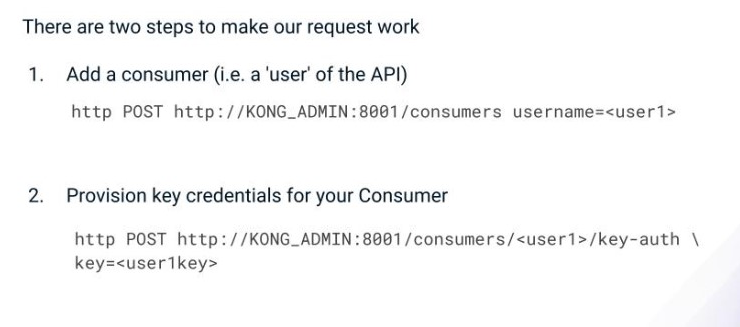 There are two steps to make our request work
1. Add a consumer (i.e. a 'user' of the API)
http POST http://KONG_ADMIN:8001/consumers username=<user1>
2. Provision key credentials for your Consumer
http POST http://KONG_ADMIN:8001/consumers/<user1>/key-auth \
key=<user1key>